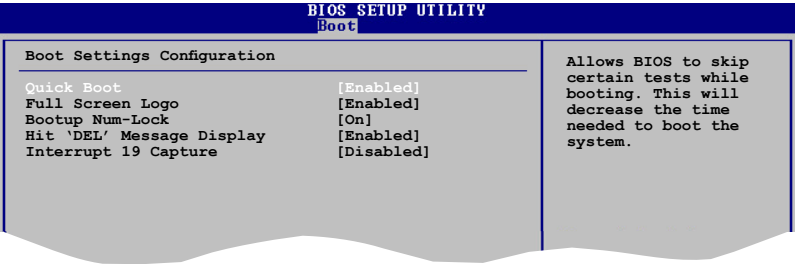 BIOS SETUP UTILITY
Boot
Boot Settings Configuration
Quick Boot [Enabled]
Full Screen Logo [Enabled]
Bootup Num-Lock [On]
Hit ‘DEL’ Message Display [Enabled]
Interrupt 19 Capture [Disabled]
Allows BIOS to skip
certain tests while
booting. This will
decrease the time
needed to boot the
system.